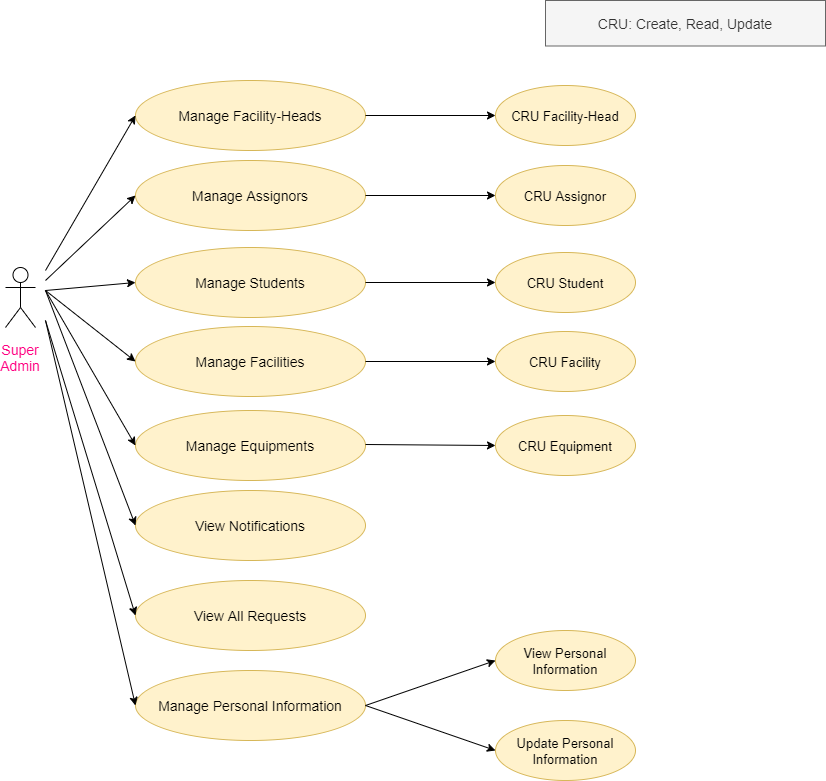 CRU: Create, Read, Update
Manage Facility-Heads
CRU Facility-Head
Manage Assignors
CRU Assignor
Manage Students
CRU Student
Super
Admin
Manage Facilities
CRU Facility
Manage Equipments
CRU Equipment
View Notifications
View All Requests
View Personal
Information
Manage Personal Information
Update Personal
Information